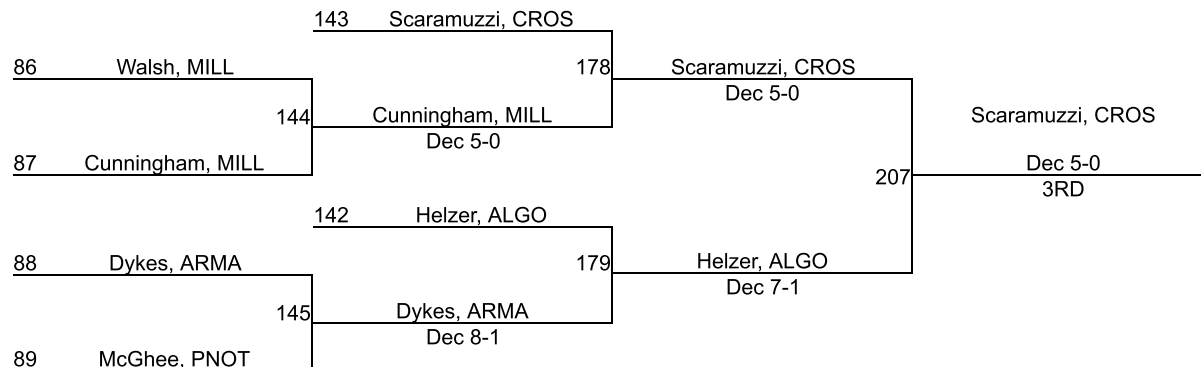 143 Scaramuzzi, CROS
86 Walsh, MILL
178 Scaramuzzi, CROS
Dec 5-0
144 Cunningham, MILL
Dec 5-0
Scaramuzzi, CROS
87 Cunningham, MILL
Dec 5-0
207
3RD
142 Helzer, ALGO
88 Dykes, ARMA
179 Helzer, ALGO
Dec 7-1
145 Dykes, ARMA
Dec 8-1
89 McGhee, PNOT